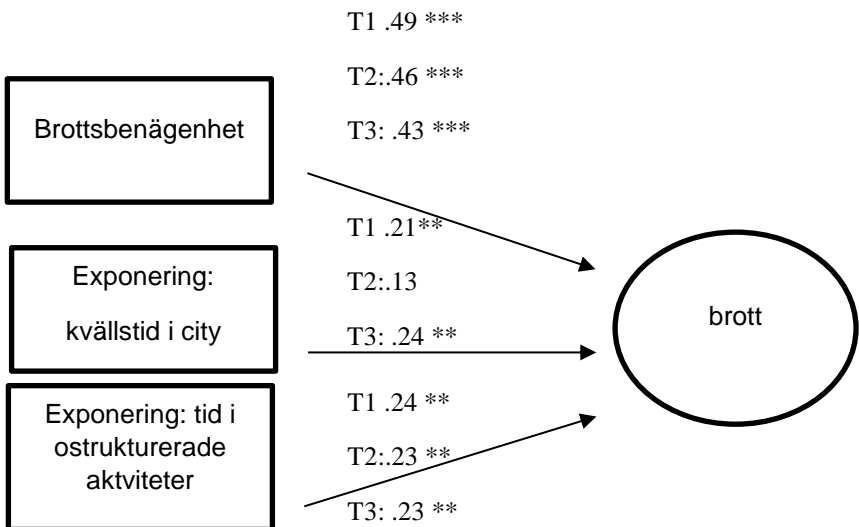 T1 .49 ***
T2:.46 ***
T3: .43 ***
Brottsbenägenhet
T1 .21**
T2:.13
T3: .24 **
Exponering:
kvällstid i city
brott
T1 .24 **
T2:.23 **
T3: .23 **
Exponering: tid i
ostrukturerade
aktviteter